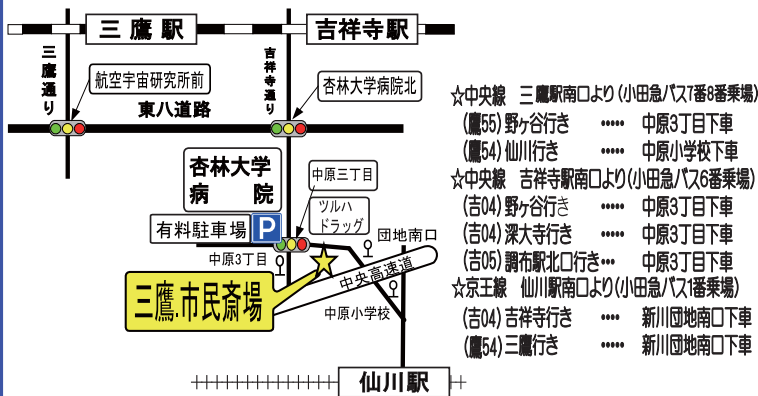 三鷹駅
吉祥寺駅
三鷹通り
吉祥寺通り
航空宇宙研究所前
杏林大学病院北
東八道路
杏林大学
病院
中原三丁目
ツルハ
ドラッグ
有料駐車場
P
団地南口
中原3丁目
中央高速道
三鷹.市民斎場
中原小学校
仙川駅
☆中央線 三鷹駅南口より(小田急バス7番8番乗場)
(鷹55)野ヶ谷行き ····· 中原3丁目下車
(鷹54)仙川行き ····· 中原小学校下車
☆中央線 吉祥寺駅南口より(小田急バス6番乗場)
(吉04)野ヶ谷行き ····· 中原3丁目下車
(吉04)深大寺行き ····· 中原3丁目下車
(吉05)調布駅北口行き··· 中原3丁目下車
☆京王線 仙川駅南口より(小田急バス1番乗場)
(吉04)吉祥寺行き ···· 新川団地南口下車
(鷹54)三鷹行き ····· 新川団地南口下車